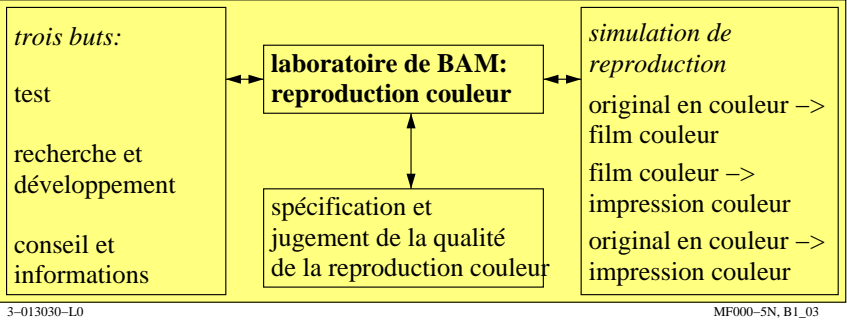 trois buts:
test
recherche et
développement
conseil et
informations
laboratoire de BAM:
reproduction couleur
spécification et
jugement de la qualité
de la reproduction couleur
simulation de
reproduction
original en couleur −>
film couleur
film couleur −>
impression couleur
original en couleur −>
impression couleur
3−013030−L0
MF000−5N, B1_03